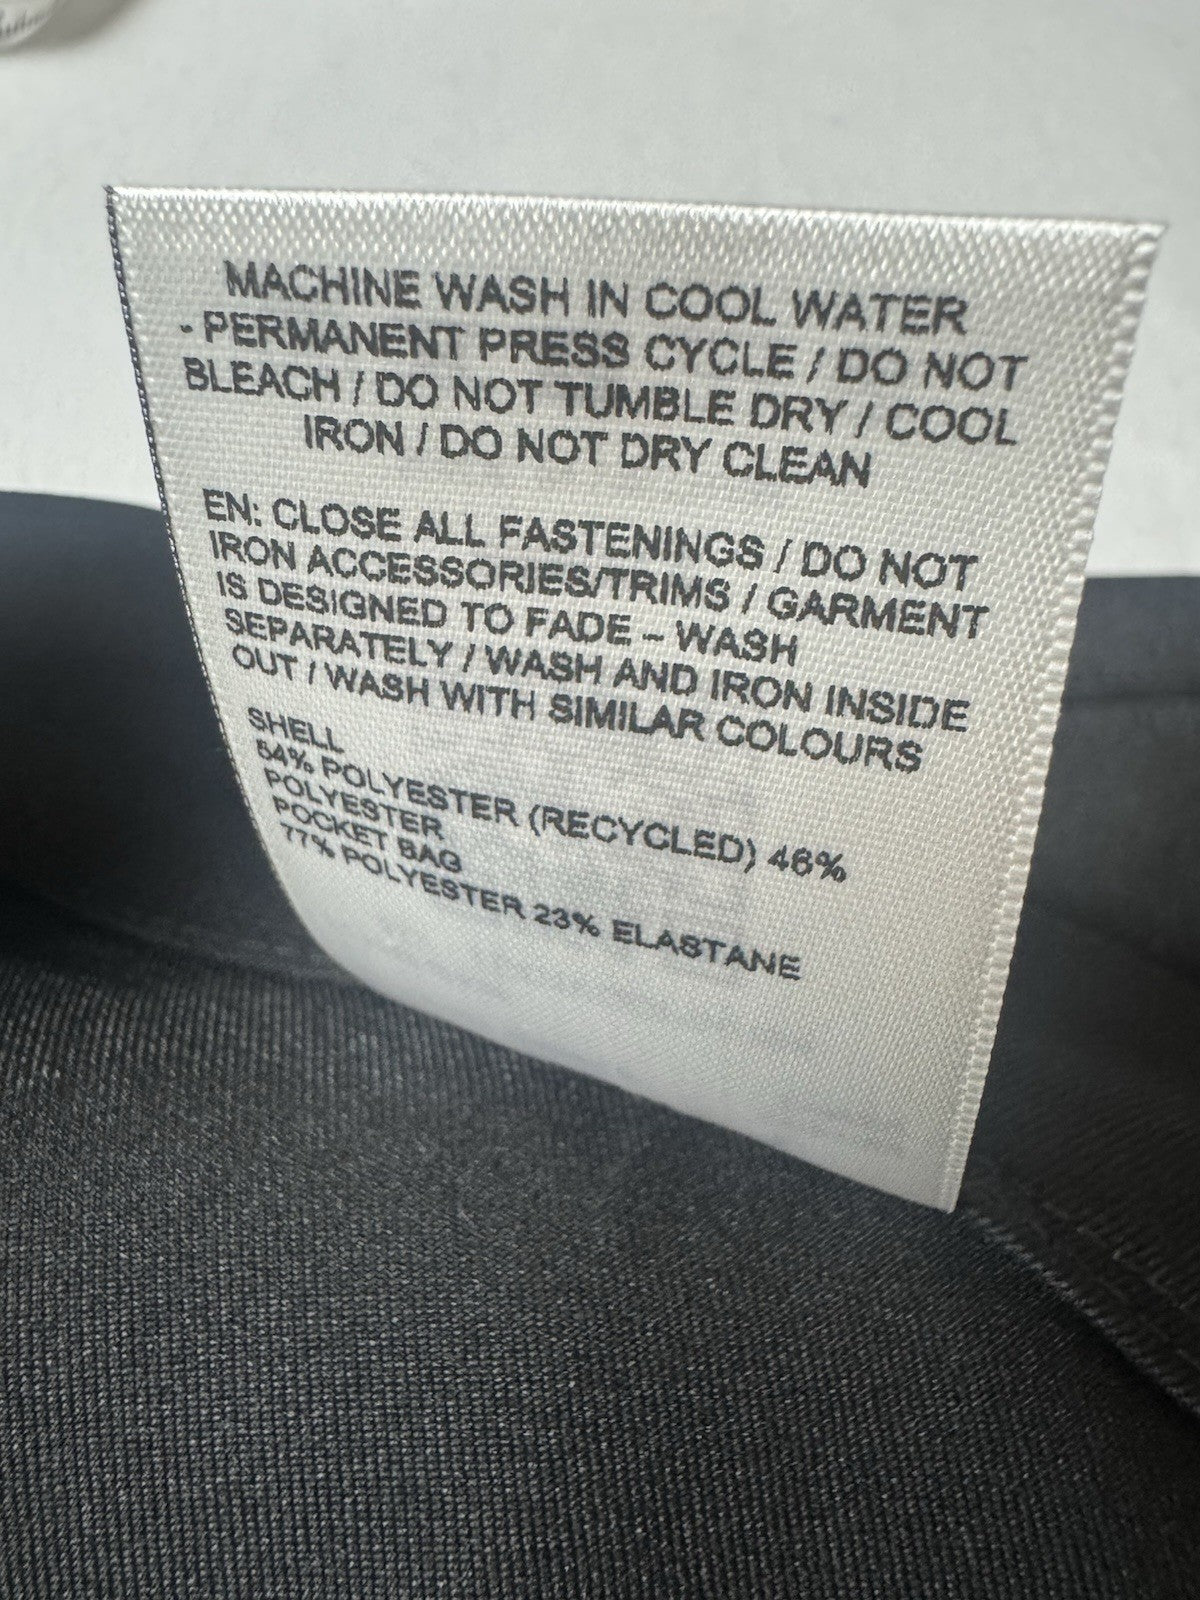 MACHINE WASH IN COOL WATER
- PERMANENT PRESS CYCLE / DO NOT
BLEACH / DO NOT TUMBLE DRY / COOL
IRON / DO NOT DRY CLEAN
EN: CLOSE ALL FASTENINGS / DO NOT
IRON ACCESSORIES/TRIMS / GARMENT
IS DESIGNED TO FADE – WASH
SEPARATELY / WASH AND IRON INSIDE
OUT / WASH WITH SIMILAR COLOURS
SHELL
54% POLYESTER (RECYCLED) 46%
POLYESTER
POCKET BAG
77% POLYESTER 23% ELASTANE